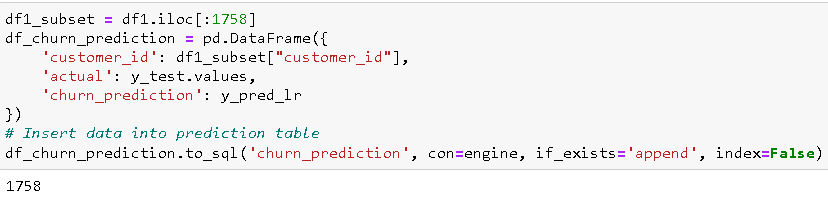 df1_subset = df1.iloc[:1758]
df_churn_prediction = pd.DataFrame({
    'customer_id': df1_subset["customer_id"],
    'actual': y_test.values,
    'churn_prediction': y_pred_lr
})
# Insert data into prediction table
df_churn_prediction.to_sql('churn_prediction', con=engine, if_exists='append', index=False)
1758